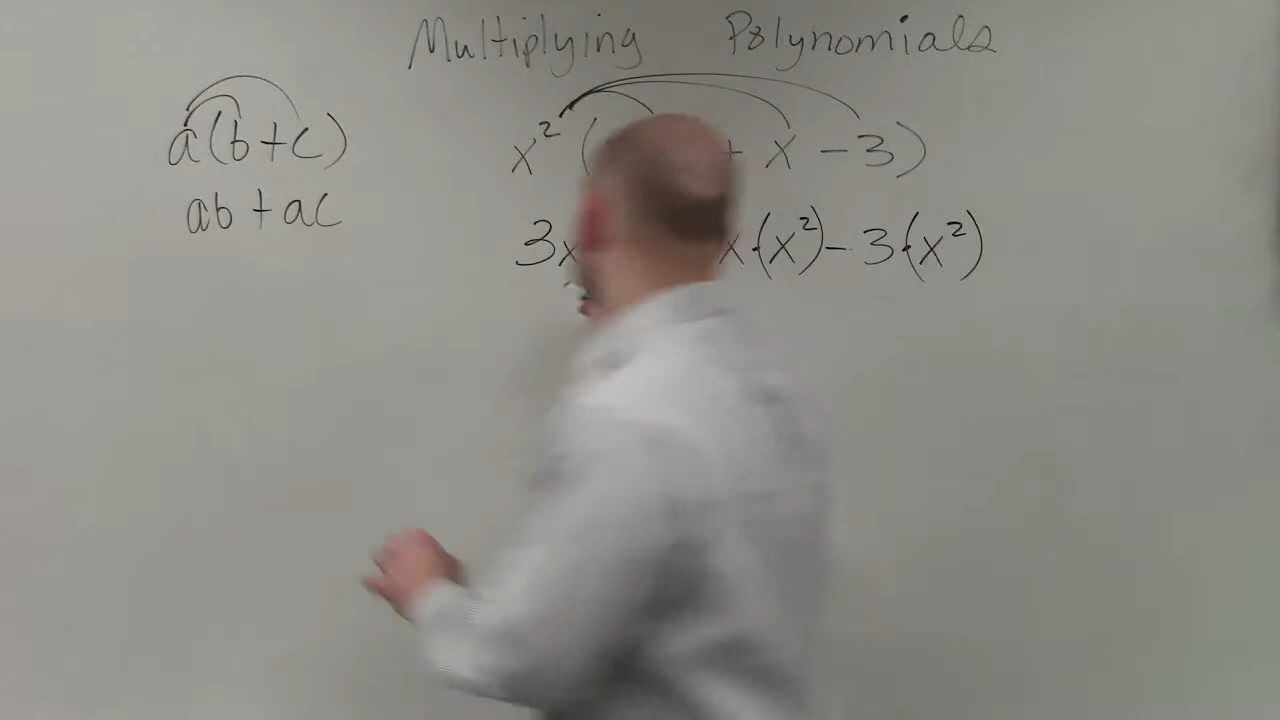 Multiplying Polynomials
a(b+c)
ab+ac
x²( + x - 3)
3x x·(x²) - 3·(x²)